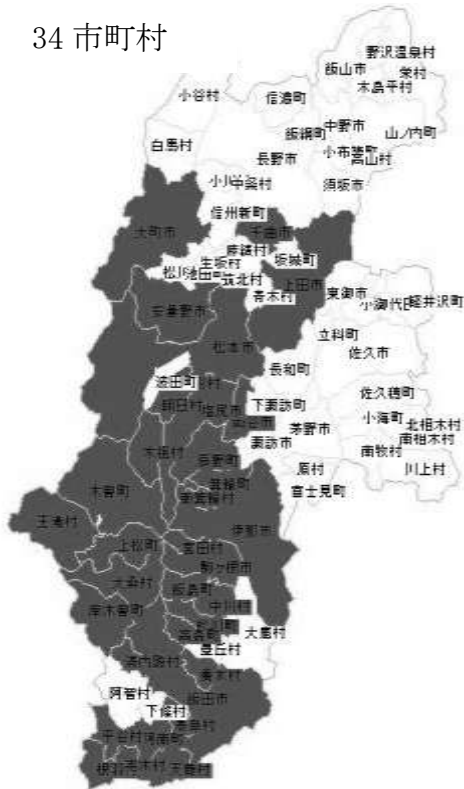 34 市町村
野沢温泉村
飯山市
栄村
木島平村
小谷村
信濃町
中野市
飯綱町
山ノ内町
白馬村
小布施町
高山村
長野市
中条村
須坂市
信州新町
大町市
千曲市
麻績村
坂城町
生坂村
池田町
筑北村
上田市
青木村
東御市
小御代田
軽井沢町
安曇野市
立科町
松本市
佐久市
長和町
波田町
佐久穂町
朝日村
塩尻市
下諏訪町
小海町
北相木村
茅野市
南相木村
諏訪市
木祖村
南牧村
辰野町
川上村
原村
箕輪町
富士見町
木曽町
南箕輪村
王滝村
伊那市
上松町
宮田村
駒ヶ根市
大桑村
飯島町
中川村
南木曽町
高森町
大鹿村
豊丘村
清内路村
喬木村
阿智村
飯田市
下條村
泰阜村
平谷村
阿南町
売木村
天龍村